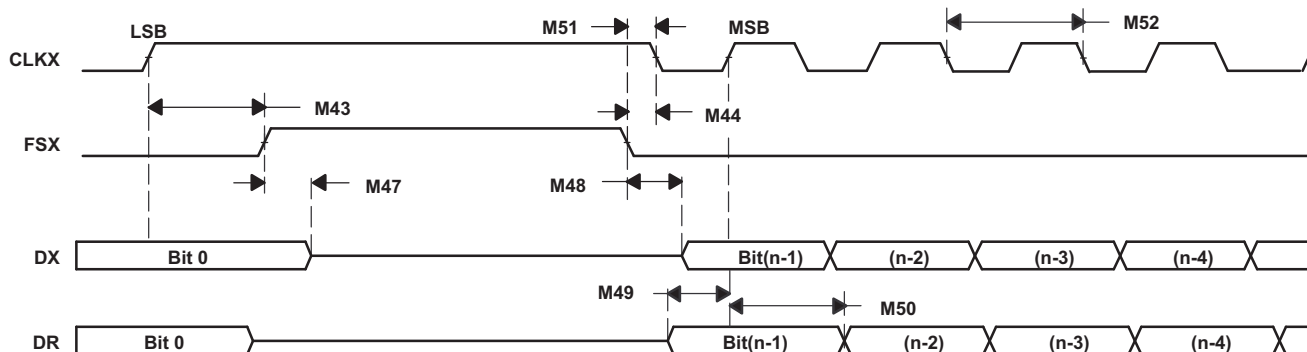 LSB M51 MSB M52
CLKX
M43 M44
FSX
M47 M48
DX Bit 0 Bit(n-1) (n-2) (n-3) (n-4)
M49 M50
DR Bit 0 Bit(n-1) (n-2) (n-3) (n-4)